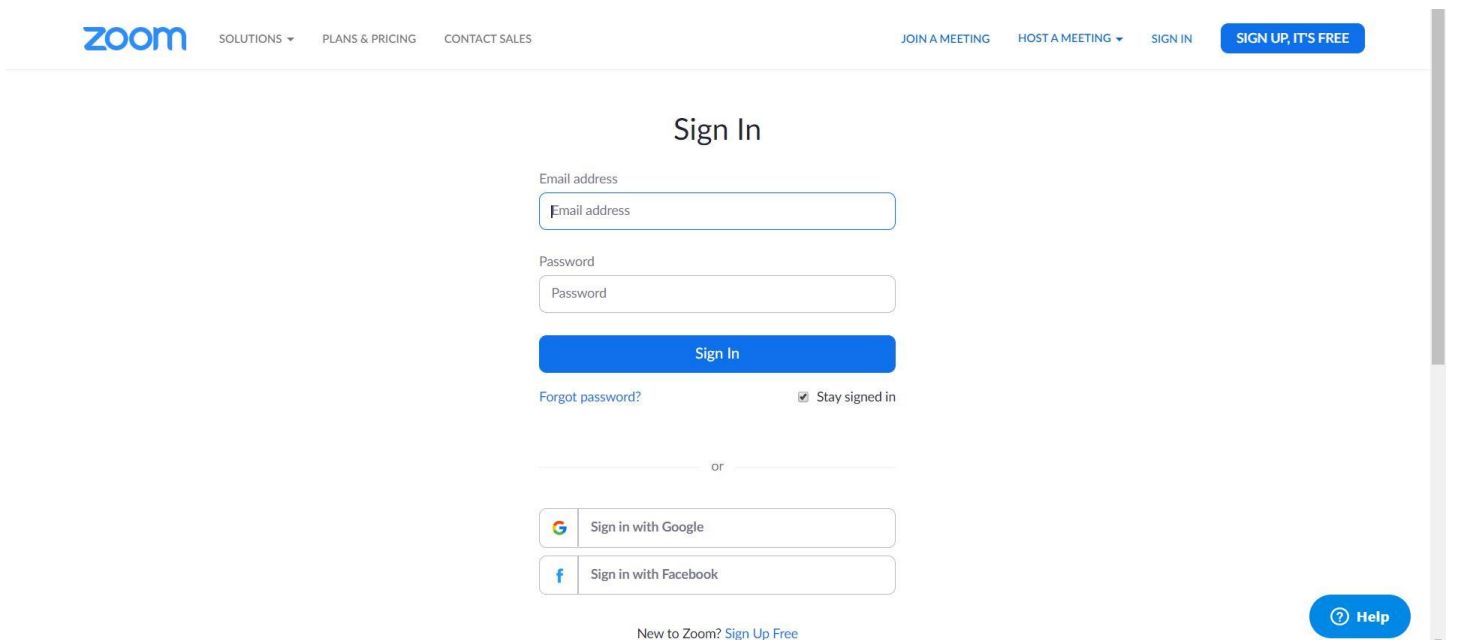 zoom SOLUTIONS PLANS & PRICING CONTACT SALES JOIN A MEETING HOST A MEETING SIGN IN SIGN UP, IT'S FREE
Sign In
Email address
Email address
Password
Password
Sign In
Forgot password? Stay signed in
or
Sign in with Google
Sign in with Facebook
New to Zoom? Sign Up Free
Help